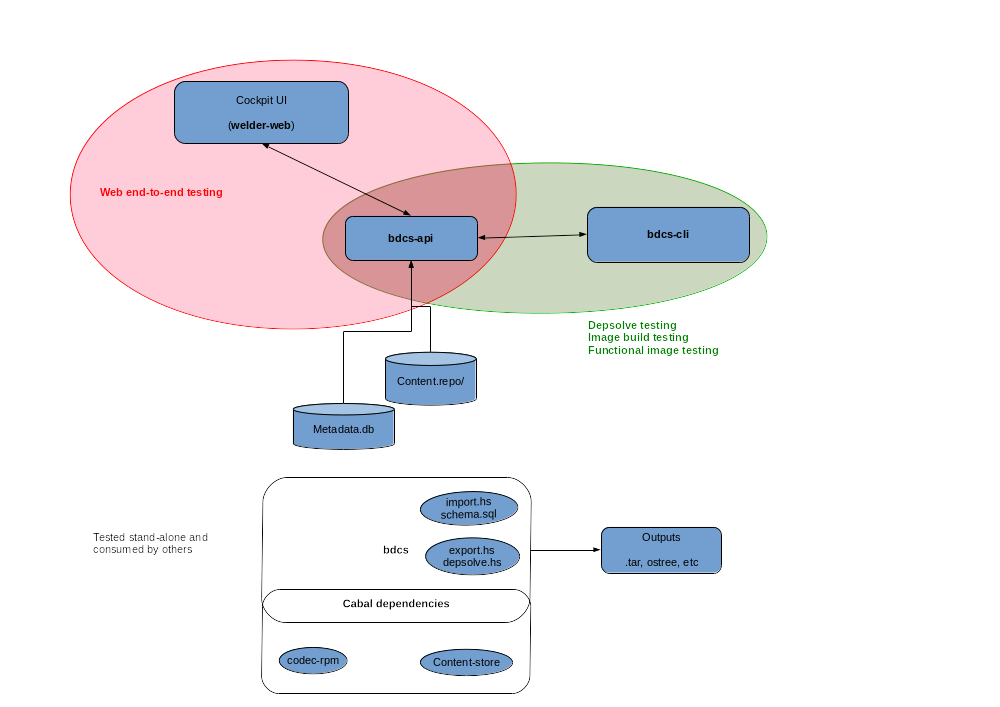 Cockpit UI
(welder-web)
Web end-to-end testing
bdcs-api
bdcs-cli
Depsolve testing
Image build testing
Functional image testing
Content.repo/
Metadata.db
import.hs
schema.sql
Tested stand-alone and
consumed by others
bdcs
export.hs
depsolve.hs
Outputs
.tar, ostree, etc
Cabal dependencies
codec-rpm
Content-store